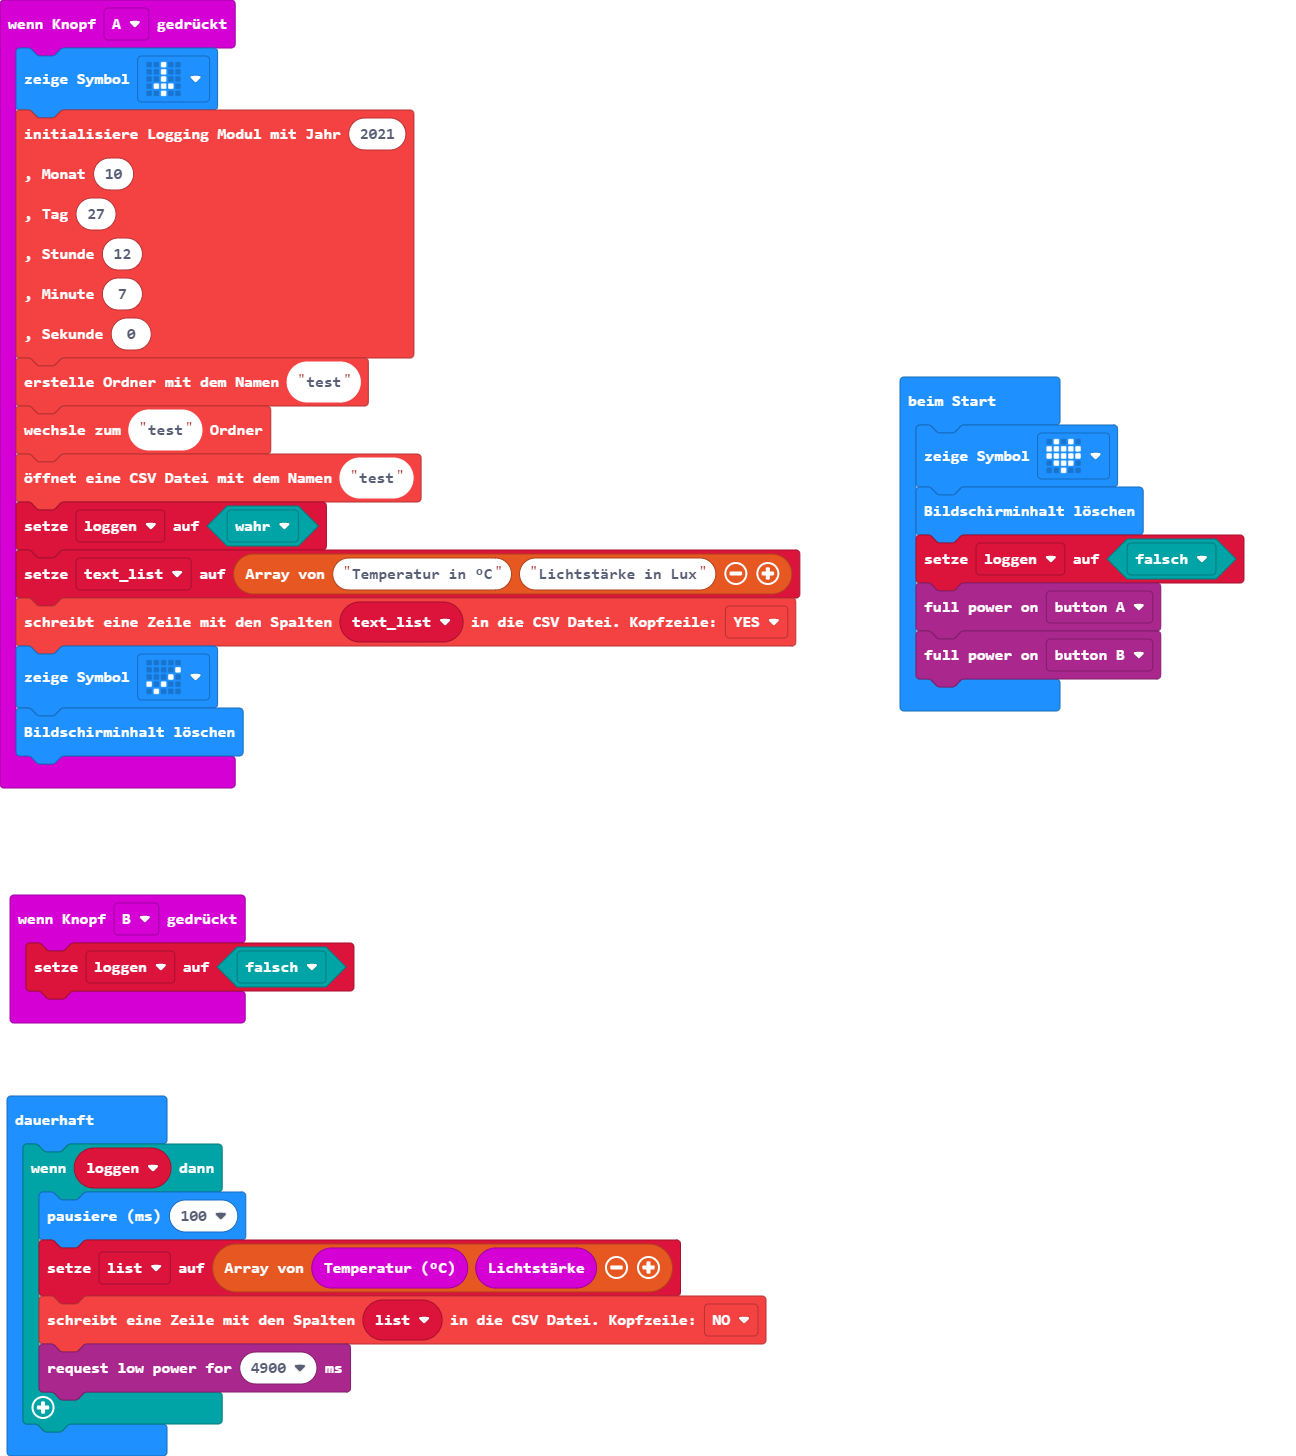 wenn Knopf A gedrückt
zeige Symbol
initialisiere Logging Modul mit Jahr 2021
, Monat 10
, Tag 27
, Stunde 12
, Minute 7
, Sekunde 0
erstelle Ordner mit dem Namen "test"
wechsle zum "test" Ordner
öffnet eine CSV Datei mit dem Namen "test"
setze loggen auf wahr
setze text_list auf Array von "Temperatur in ºC" "Lichtstärke in Lux"
schreibt eine Zeile mit den Spalten text_list in die CSV Datei. Kopfzeile: YES
zeige Symbol
Bildschirminhalt löschen
beim Start
zeige Symbol
Bildschirminhalt löschen
setze loggen auf falsch
full power on button A
full power on button B
wenn Knopf B gedrückt
setze loggen auf falsch
dauerhaft
wenn loggen dann
pausiere (ms) 100
setze list auf Array von Temperatur (ºC) Lichtstärke
schreibt eine Zeile mit den Spalten list in die CSV Datei. Kopfzeile: NO
request low power for 4900 ms